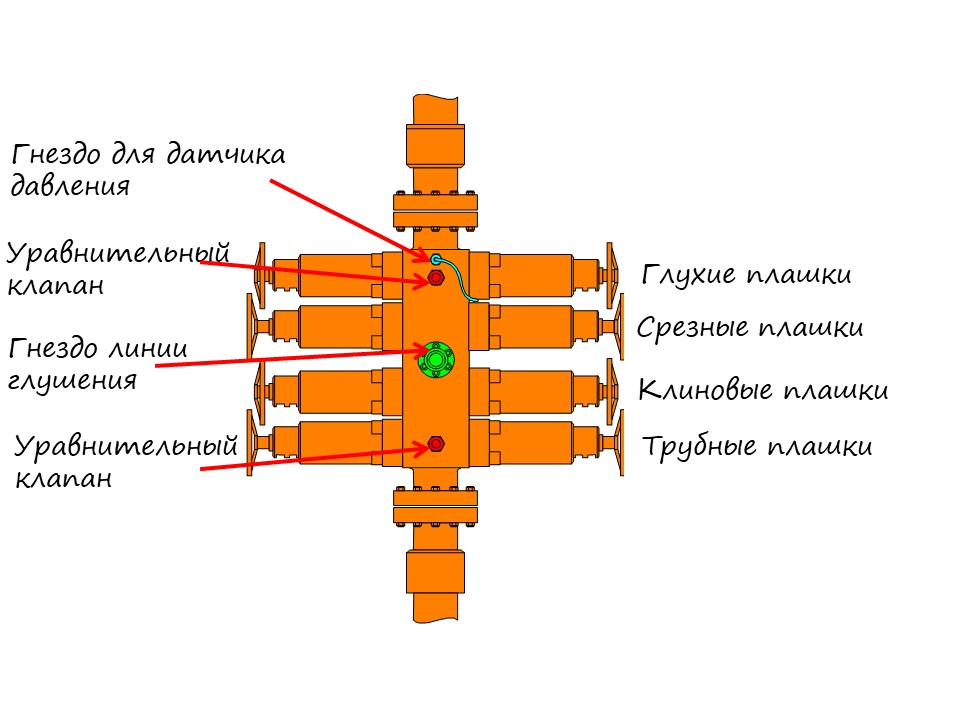 Гнездо для датчика
давления
Уравнительный
клапан
Гнездо линии
глушения
Уравнительный
клапан
Глухие плашки
Срезные плашки
Клиновые плашки
Трубные плашки